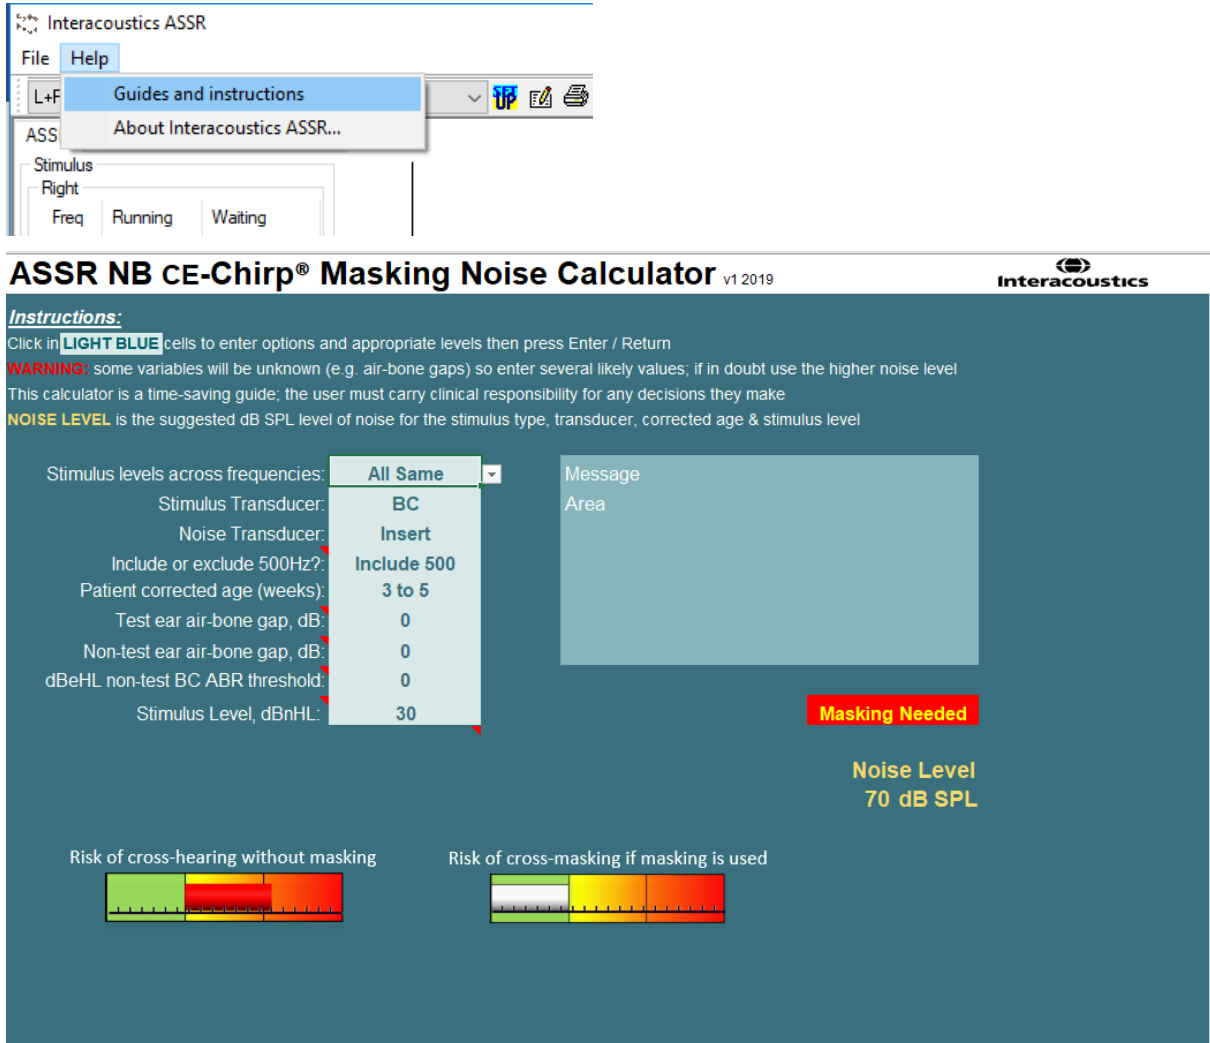 Interacoustics ASSR
File Help
L+F
Guides and instructions
UP
ASS
About Interacoustics ASSR...
Stimulus
Right
Freq Running Waiting
ASSR NB CE-Chirp® Masking Noise Calculator v1 2019
Interacoustics
Instructions:
Click in LIGHT BLUE cells to enter options and appropriate levels then press Enter / Return
WARNING: some variables will be unknown (e.g. air-bone gaps) so enter several likely values; if in doubt use the higher noise level
This calculator is a time-saving guide; the user must carry clinical responsibility for any decisions they make
NOISE LEVEL is the suggested dB SPL level of noise for the stimulus type, transducer, corrected age & stimulus level
Stimulus levels across frequencies: All Same
Message
Stimulus Transducer: BC
Area
Noise Transducer: Insert
Include or exclude 500Hz?: Include 500
Patient corrected age (weeks): 3 to 5
Test ear air-bone gap, dB: 0
Non-test ear air-bone gap, dB: 0
dBeHL non-test BC ABR threshold: 0
Stimulus Level, dBnHL: 30
Masking Needed
Noise Level
70 dB SPL
Risk of cross-hearing without masking
Risk of cross-masking if masking is used